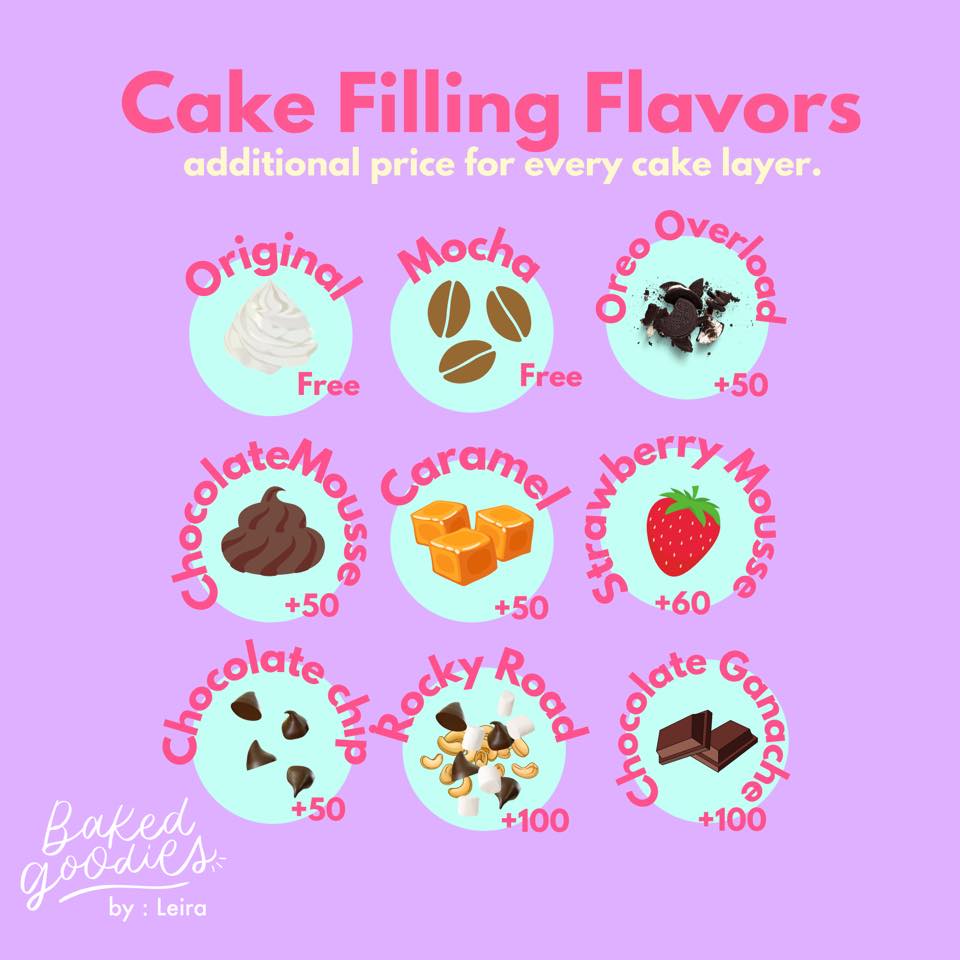 Cake Filling Flavors
additional price for every cake layer.
Original
Free
Mocha
Free
Oreo Overload
+50
ChocolateMousse
+50
Caramel
+50
Strawberry Mousse
+60
Chocolate chip
+50
Rocky Road
+100
Chocolate Ganache
+100
Baked
goodies
by : Leira